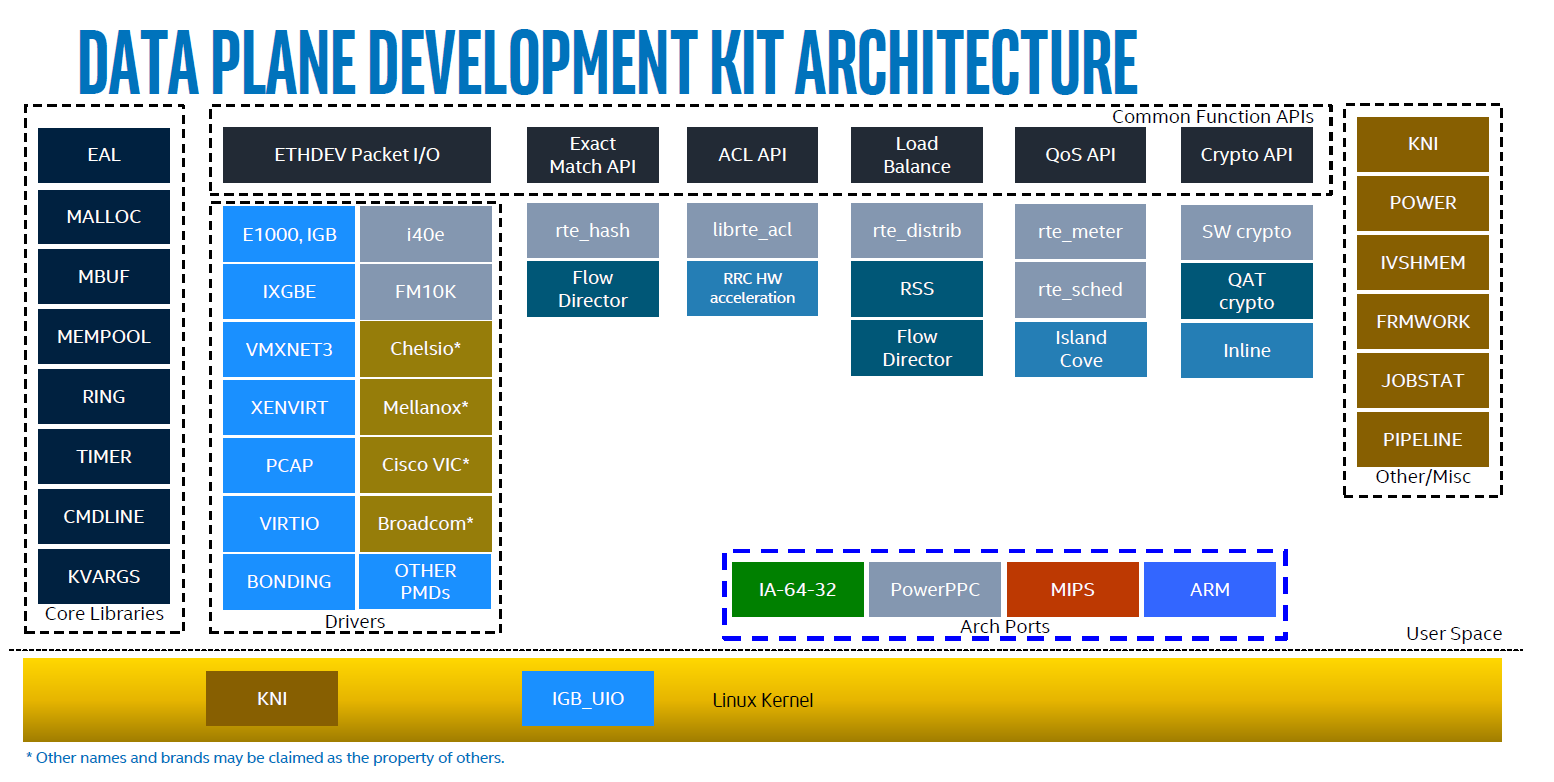 DATA PLANE DEVELOPMENT KIT ARCHITECTURE
EAL
MALLOC
MBUF
MEMPOOL
RING
TIMER
CMDLINE
KVARGS
Core Libraries
Common Function APIs
ETHDEV Packet I/O
Exact
Match API
ACL API
Load
Balance
QoS API
Crypto API
E1000, IGB
i40e
IXGBE
FM10K
VMXNET3
Chelsio*
XENVIRT
Mellanox*
PCAP
Cisco VIC*
VIRTIO
Broadcom*
BONDING
OTHER
PMDs
Drivers
rte_hash
Flow
Director
librte_acl
RRC HW
acceleration
rte_distrib
RSS
Flow
Director
rte_meter
rte_sched
Island
Cove
SW crypto
QAT
crypto
Inline
KNI
POWER
IVSHMEM
FRMWORK
JOBSTAT
PIPELINE
Other/Misc
IA-64-32
PowerPPC
MIPS
ARM
Arch Ports
User Space
KNI
IGB_UIO
Linux Kernel
* Other names and brands may be claimed as the property of others.